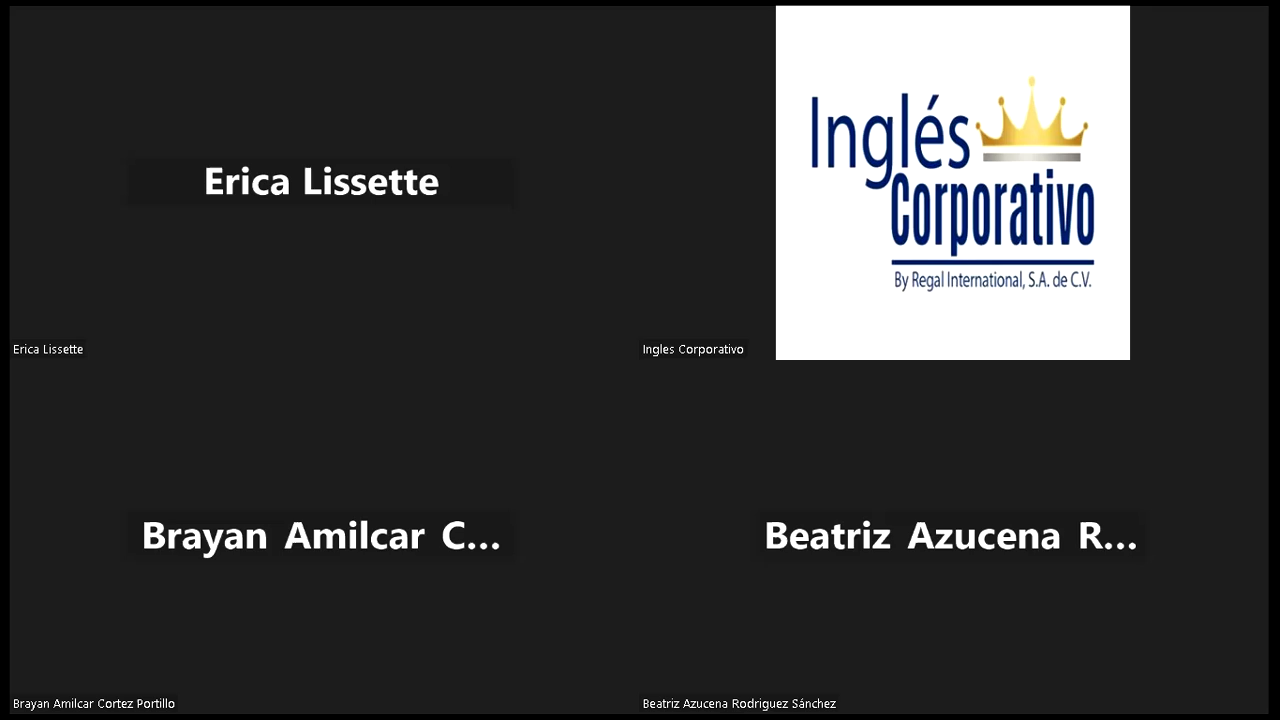 Erica Lissette
Erica Lissette
Inglés
Corporativo
By Regal International, S.A. de C.V.
Ingles Corporativo
Brayan Amilcar C...
Brayan Amilcar Cortez Portillo
Beatriz Azucena R...
Beatriz Azucena Rodriguez Sánchez